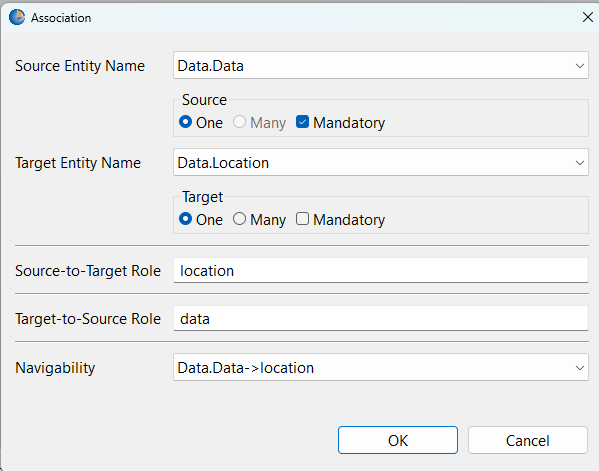 Association
Source Entity Name Data.Data
Source
One Many Mandatory
Target Entity Name Data.Location
Target
One Many Mandatory
Source-to-Target Role location
Target-to-Source Role data
Navigability Data.Data->location
OK Cancel